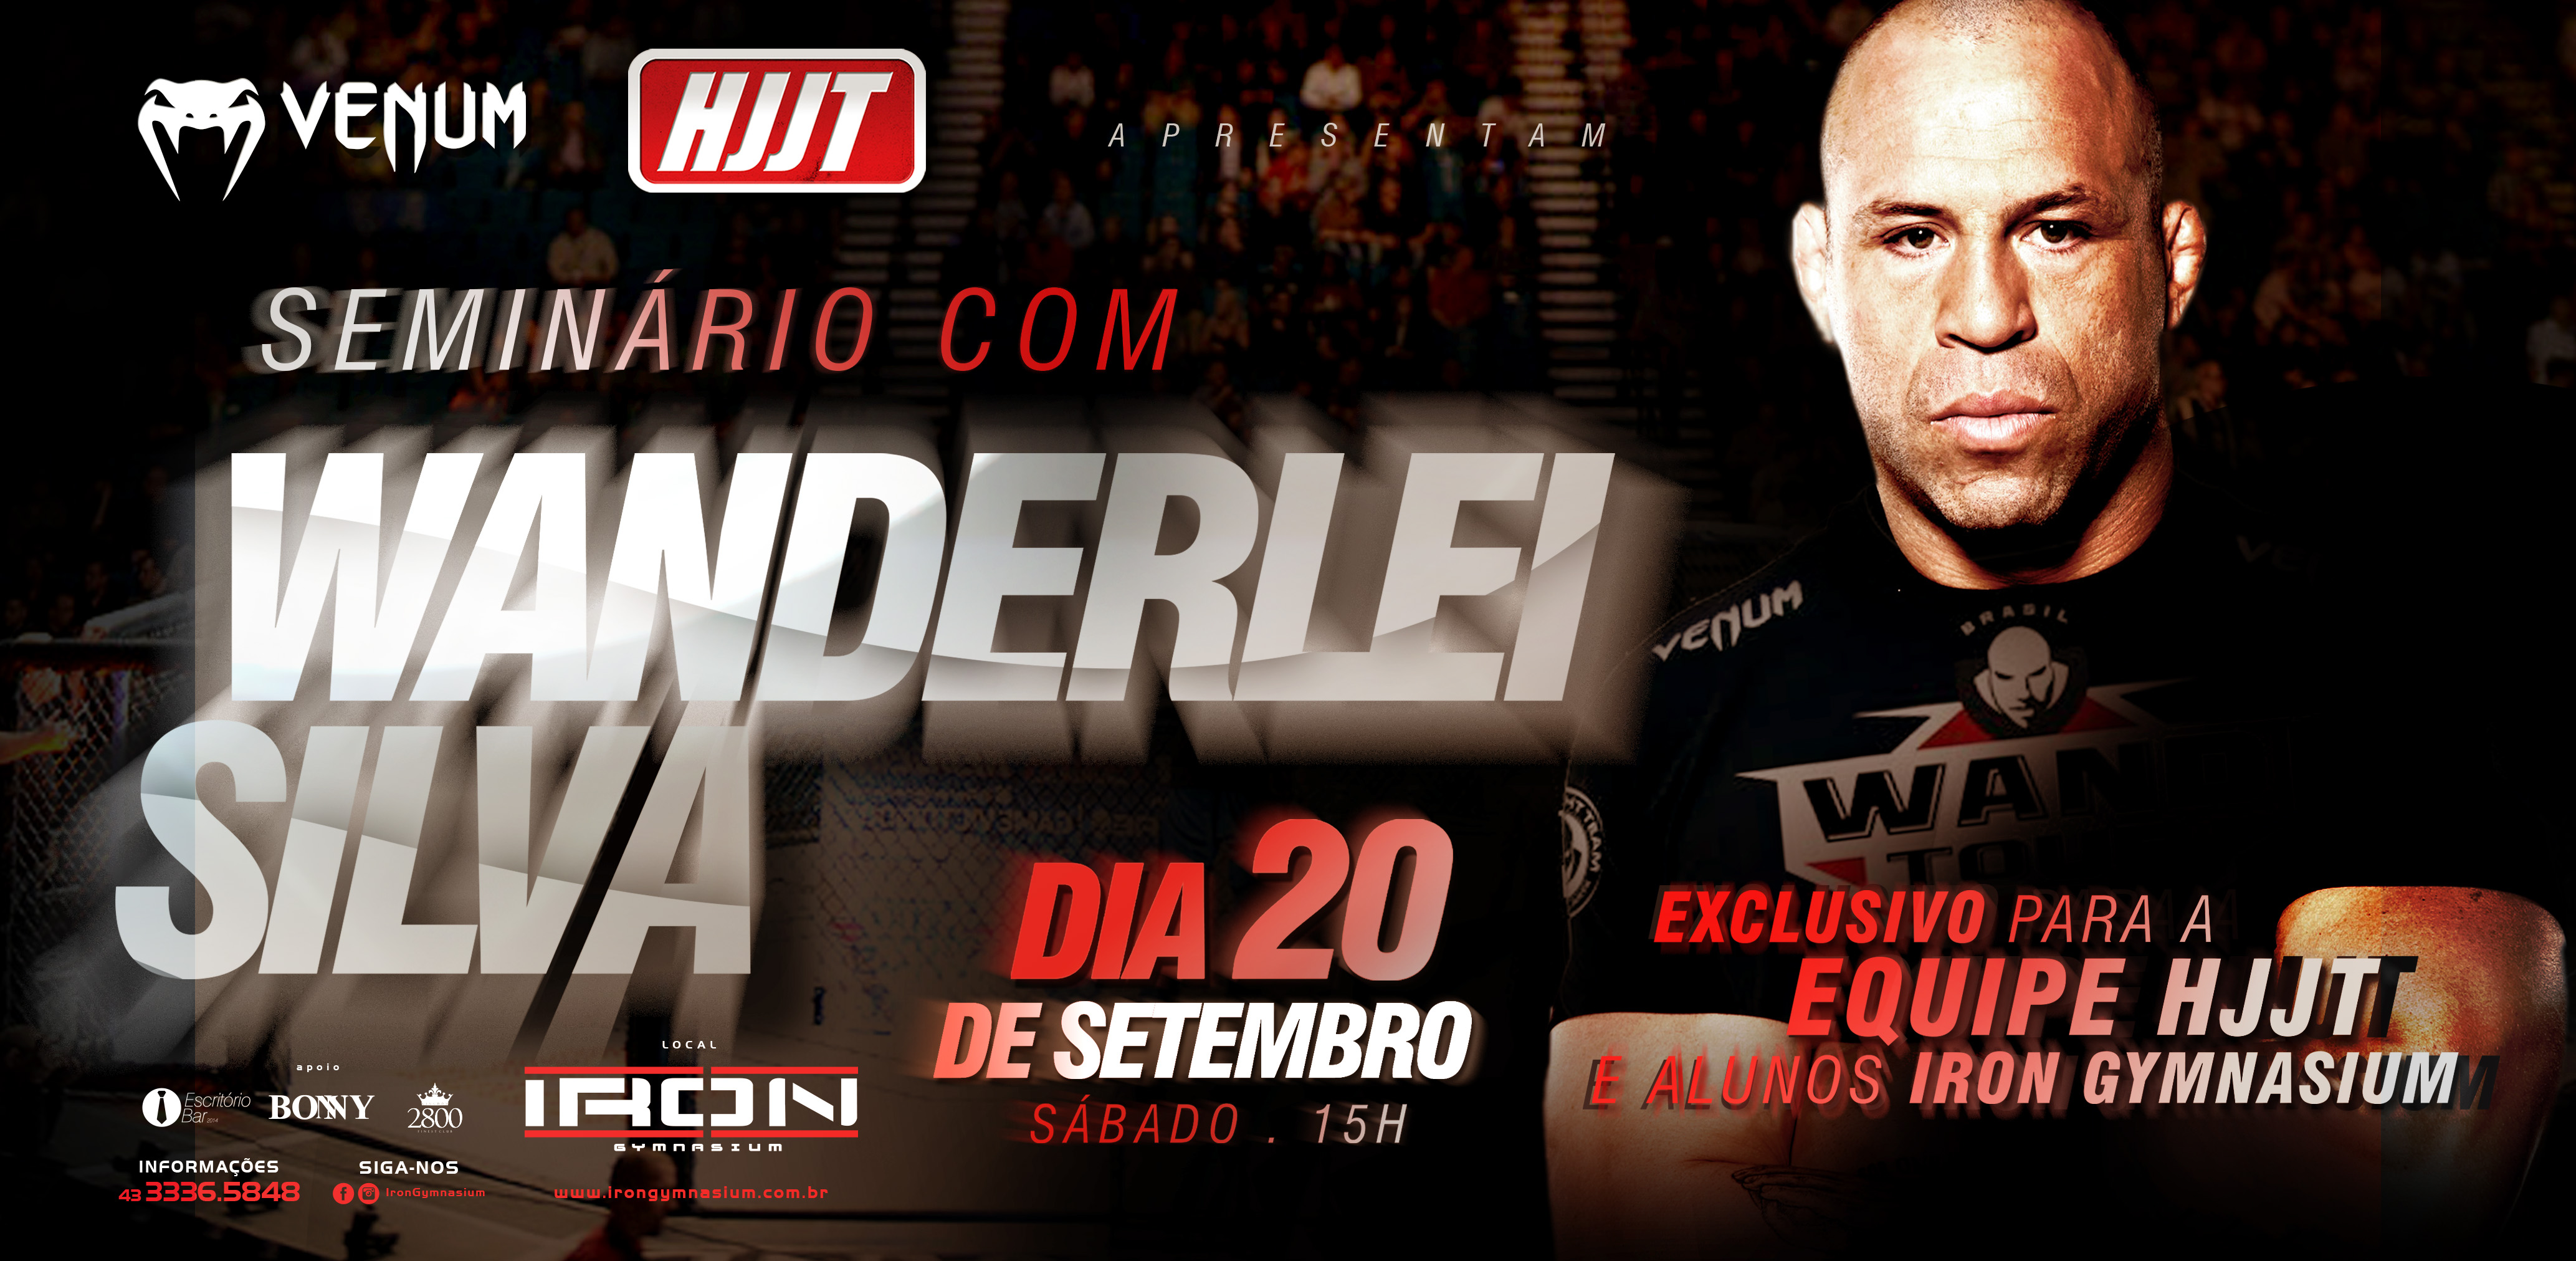 VENUM
HJJT
APRESENTAM
SEMINÁRIO COM
WANDERLEI
SILVA
VENUM
BRASIL
WAND
DIA 20
DE SETEMBRO
SÁBADO . 15H
EXCLUSIVO PARA A
EQUIPE HJJT
E ALUNOS IRON GYMNASIUM
apoio
Escritório
Bar 2014
BONNY
2800
LOCAL
IRON
GYMNASIUM
INFORMAÇÕES
43 3336.5848
SIGA-NOS
IronGymnasium
www.irongymnasium.com.br